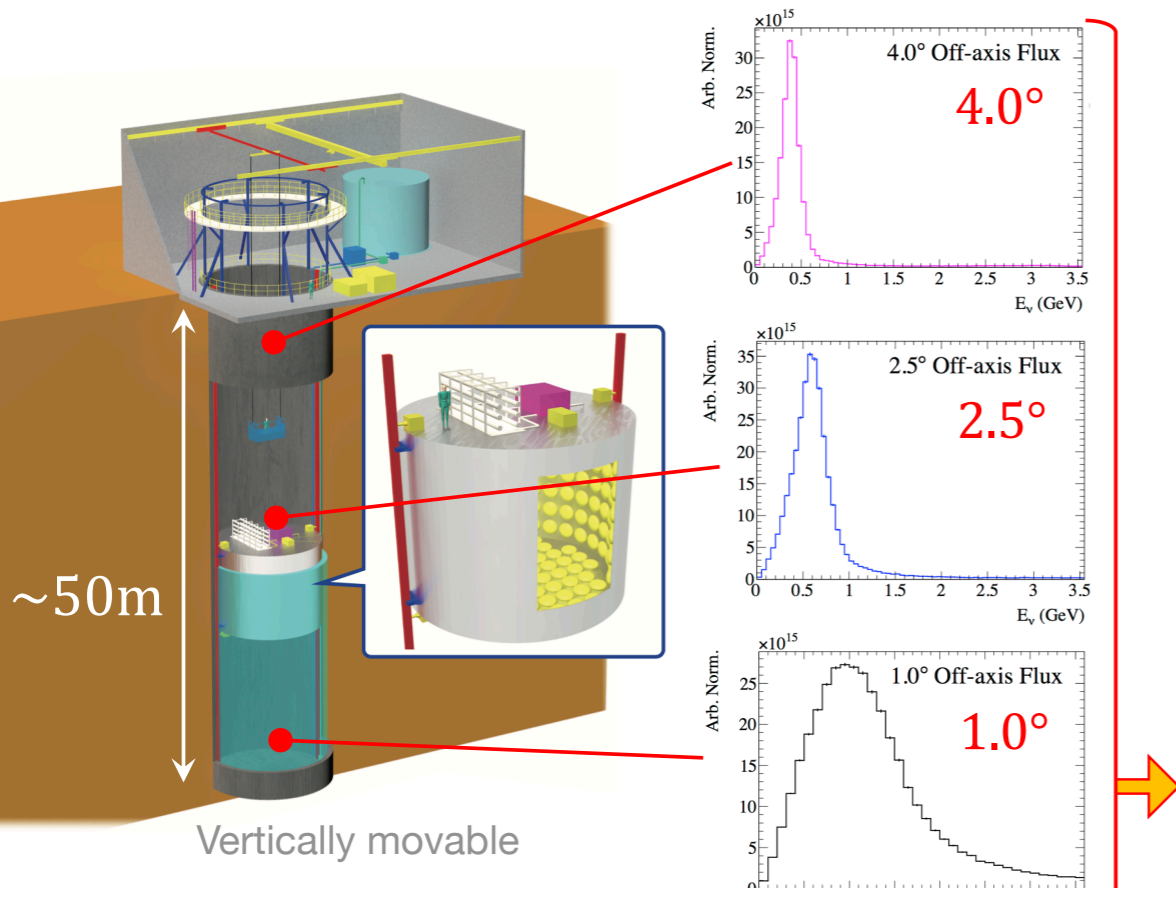 ×10¹⁵
Arb. Norm.
30
25
20
15
10
5
0
4.0° Off-axis Flux
4.0°
0 0.5 1 1.5 2 2.5 3 3.5
E_ν (GeV)
×10¹⁵
Arb. Norm.
35
30
25
20
15
10
5
0
2.5° Off-axis Flux
2.5°
0 0.5 1 1.5 2 2.5 3 3.5
E_ν (GeV)
~50m
×10¹⁵
Arb. Norm.
25
20
15
10
5
0
1.0° Off-axis Flux
1.0°
Vertically movable